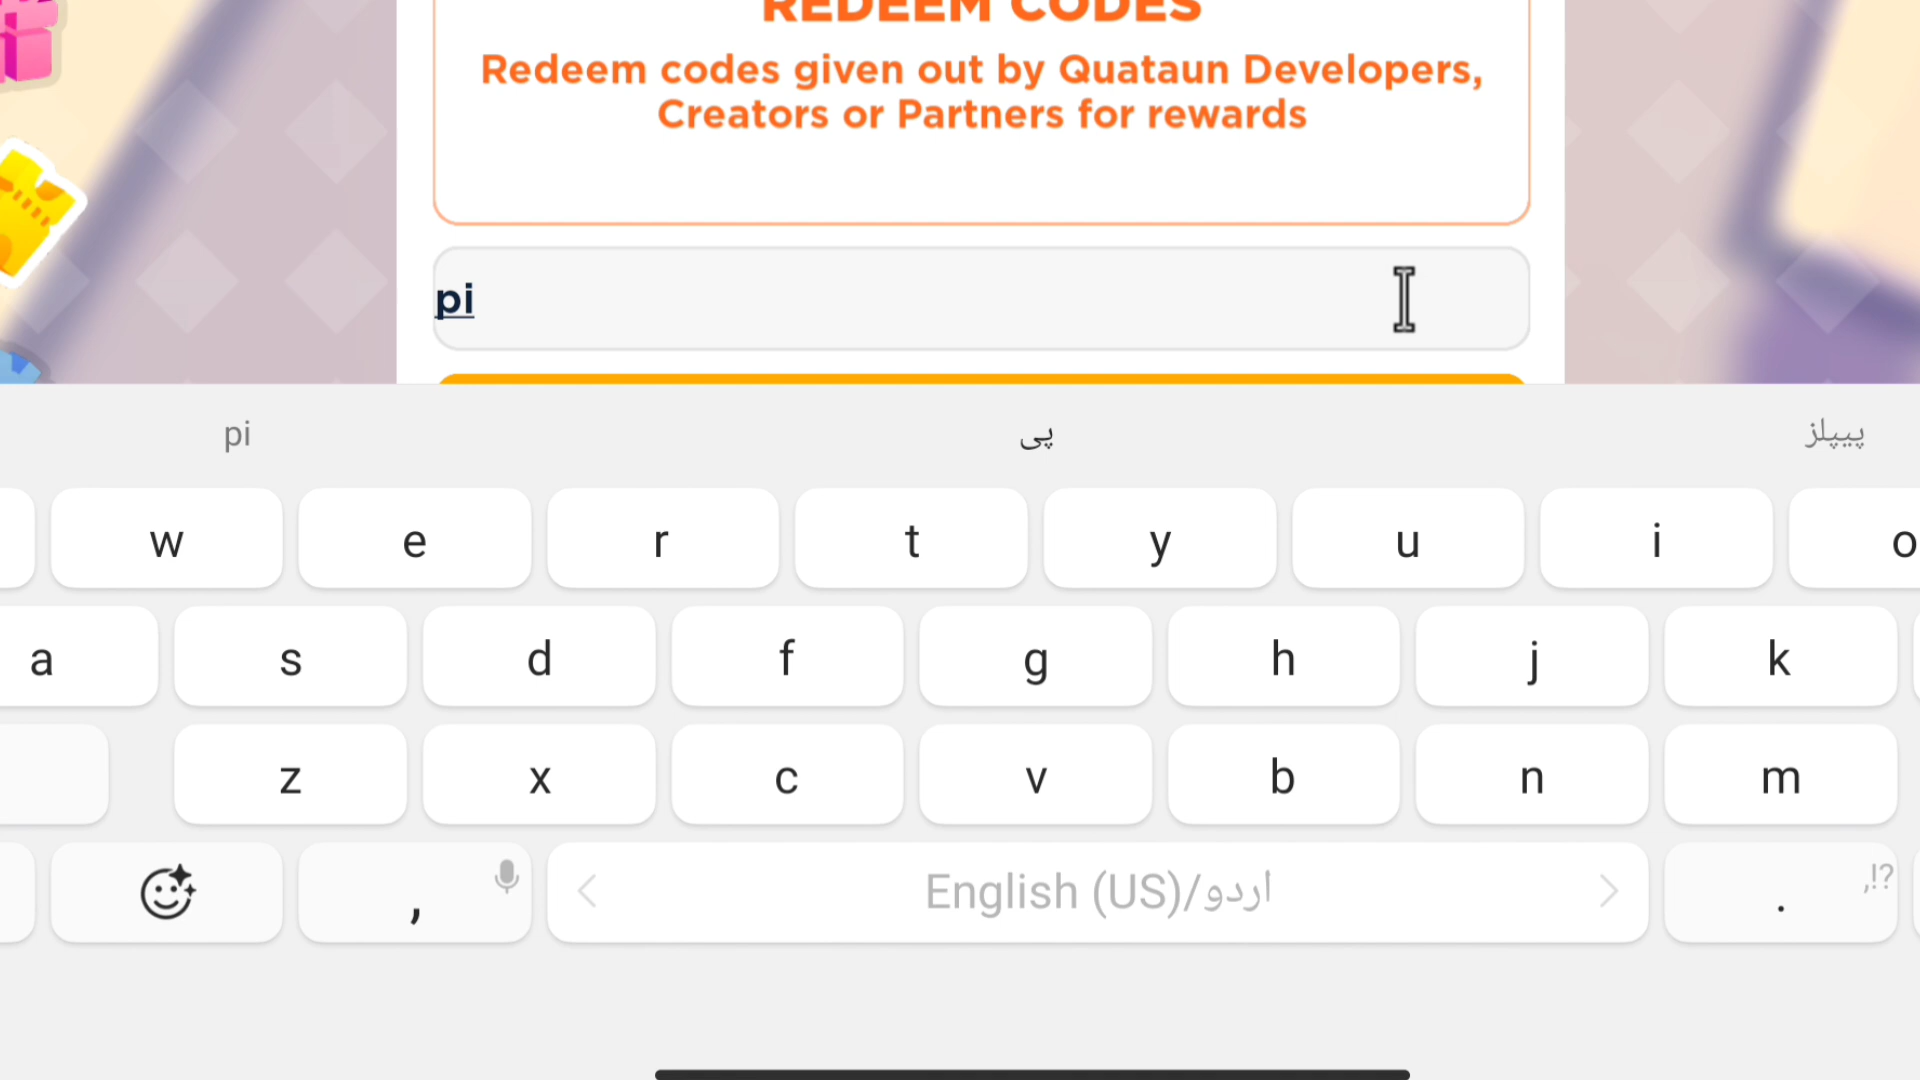 REDEEM CODES
Redeem codes given out by Quataun Developers,
Creators or Partners for rewards
pi
pi پی پیپلز
w e r t y u i o
a s d f g h j k
z x c v b n m
, English (US)/اردو . ,!?